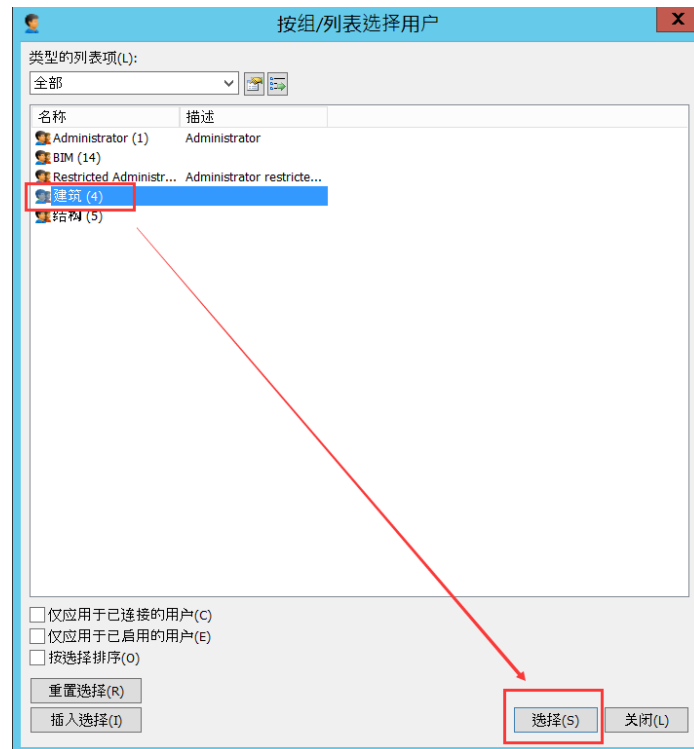 按组/列表选择用户
X
类型的列表项(L):
全部
名称 描述
Administrator (1) Administrator
BIM (14)
Restricted Administr... Administrator restricte...
建筑 (4)
结构 (5)
仅应用于已连接的用户(C)
仅应用于已启用的用户(E)
按选择排序(O)
重置选择(R)
插入选择(I) 选择(S) 关闭(L)